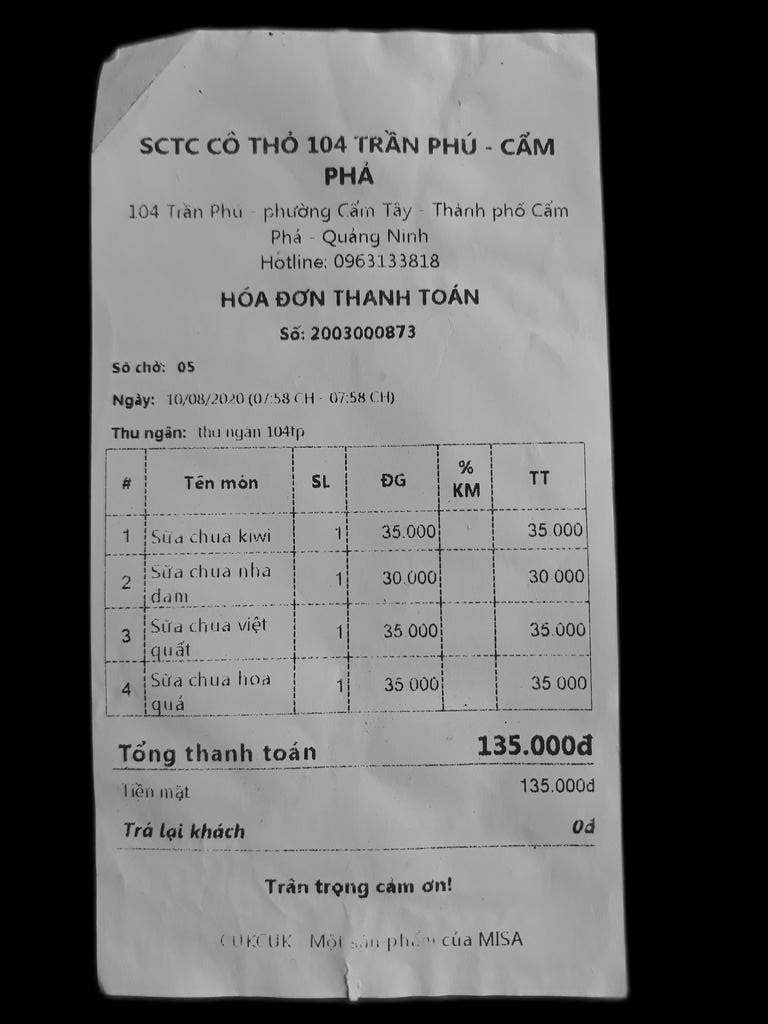 SCTC CÔ THỎ 104 TRẦN PHÚ - CẨM
PHẢ
104 Trần Phú - phường Cẩm Tây - Thành phố Cẩm
Phả - Quảng Ninh
Hotline: 0963133818
HÓA ĐƠN THANH TOÁN
Số: 2003000873
Số chờ: 05
Ngày: 10/08/2020 (07:58 CH - 07:58 CH)
Thu ngân: thu ngân 104tp
# Tên món SL ĐG % KM TT
1 Sữa chua kiwi 1 35.000 35.000
2 Sữa chua nha 1 30.000 30.000
đam
3 Sữa chua việt 1 35.000 35.000
quất
4 Sữa chua hoa 1 35.000 35.000
quả
Tổng thanh toán 135.000đ
Tiền mặt 135.000đ
Trả lại khách 0đ
Trân trọng cảm ơn!
CUKCUK - Một sản phẩm của MISA